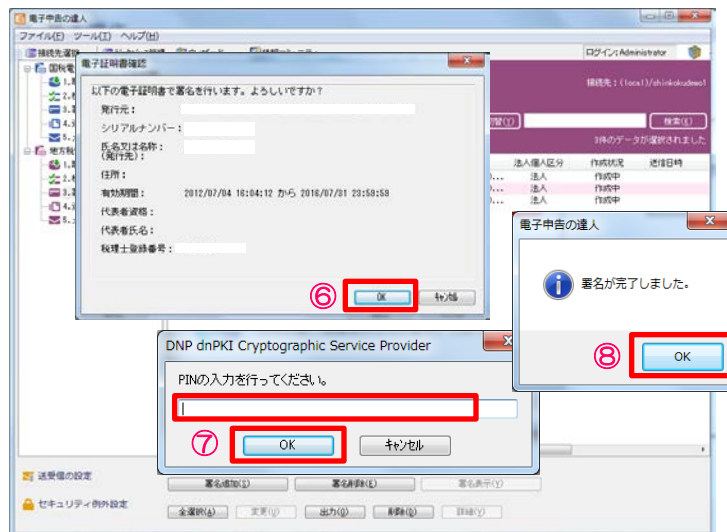 電子申告の達人
ファイル(F) ツール(T) ヘルプ(H)
接続先選択
ログイン: Administrator
接続先 : (local)/shinkokudemo1
検索(K)
3件のデータが選択されました
法人個人区分 作成状況 送信日時
法人 作成中
法人 作成中
法人 作成中
電子証明書確認
以下の電子証明書で署名を行います。よろしいですか?
発行元:
シリアルナンバー:
氏名又は名称:
(発行先):
住所:
有効期間: 2012/07/04 16:04:12 から 2016/07/31 23:59:59
代表者資格:
代表者氏名:
税理士登録番号:
⑥
OK キャンセル
電子申告の達人
署名が完了しました。
⑧
OK
DNP dnPKI Cryptographic Service Provider
PINの入力を行ってください。
⑦
OK キャンセル
送受信の設定
セキュリティ例外設定
署名追加(S) 署名削除(E) 署名表示(Y)
全選択(A) 変更(U) 出力(O) 削除(D) 詳細(V)